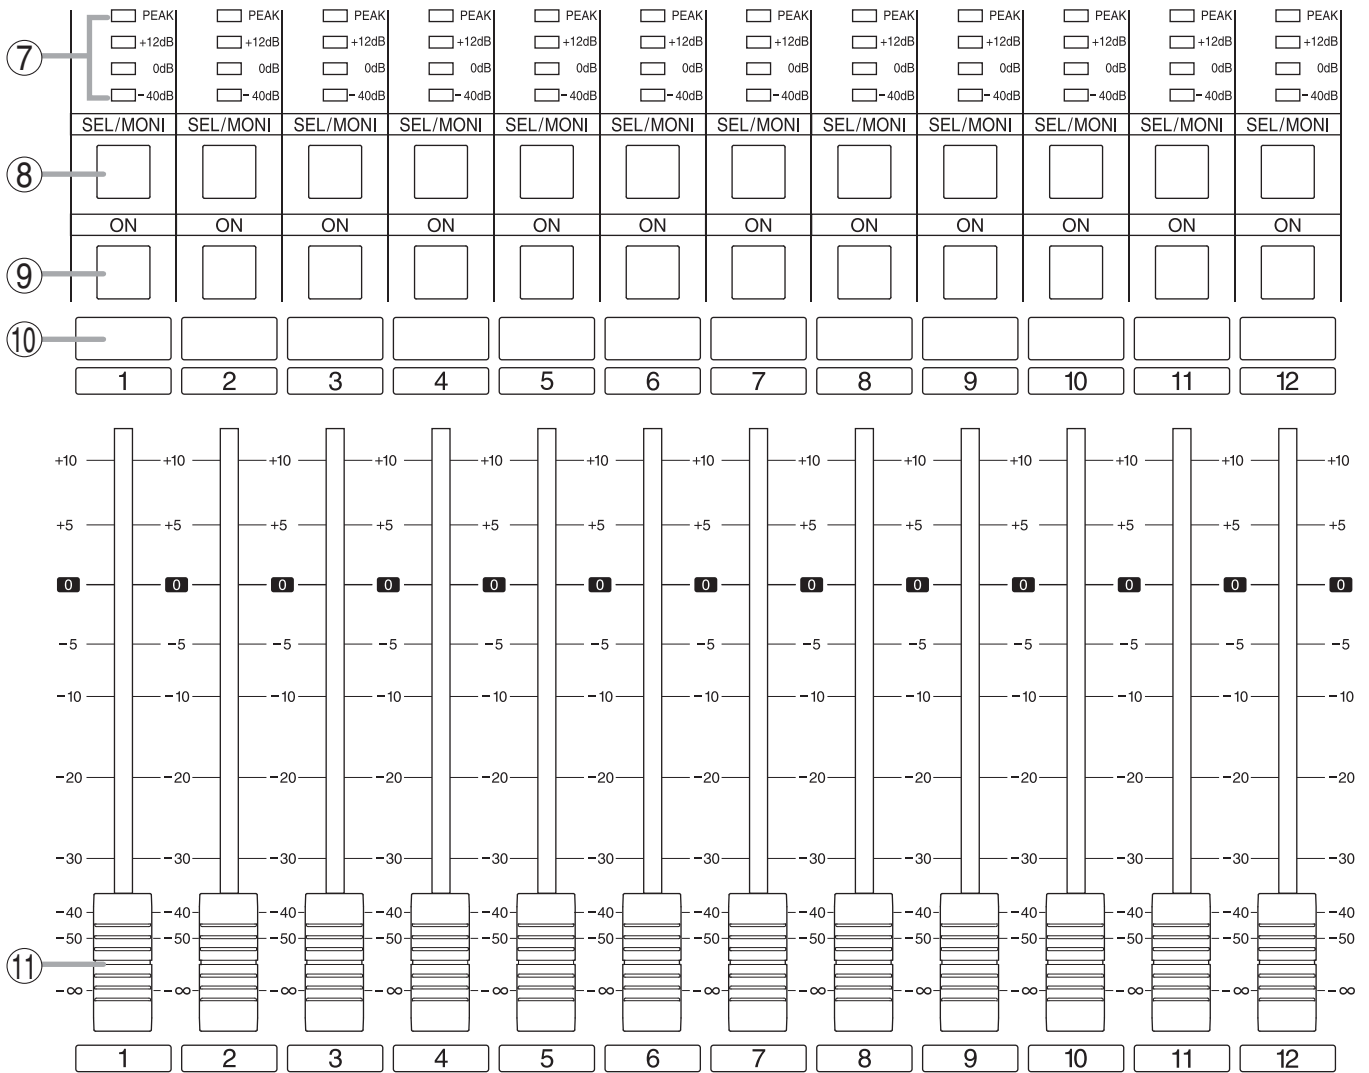 PEAK PEAK PEAK PEAK PEAK PEAK PEAK PEAK PEAK PEAK PEAK PEAK
⑦ +12dB +12dB +12dB +12dB +12dB +12dB +12dB +12dB +12dB +12dB +12dB +12dB
0dB 0dB 0dB 0dB 0dB 0dB 0dB 0dB 0dB 0dB 0dB 0dB
-40dB -40dB -40dB -40dB -40dB -40dB -40dB -40dB -40dB -40dB -40dB -40dB
SEL/MONI SEL/MONI SEL/MONI SEL/MONI SEL/MONI SEL/MONI SEL/MONI SEL/MONI SEL/MONI SEL/MONI SEL/MONI SEL/MONI
⑧
ON ON ON ON ON ON ON ON ON ON ON ON
⑨
⑩
1 2 3 4 5 6 7 8 9 10 11 12
+10 +10 +10 +10 +10 +10 +10 +10 +10 +10 +10 +10 +10
+5 +5 +5 +5 +5 +5 +5 +5 +5 +5 +5 +5 +5
0 0 0 0 0 0 0 0 0 0 0 0 0
-5 -5 -5 -5 -5 -5 -5 -5 -5 -5 -5 -5 -5
-10 -10 -10 -10 -10 -10 -10 -10 -10 -10 -10 -10 -10
-20 -20 -20 -20 -20 -20 -20 -20 -20 -20 -20 -20 -20
-30 -30 -30 -30 -30 -30 -30 -30 -30 -30 -30 -30 -30
-40 -40 -40 -40 -40 -40 -40 -40 -40 -40 -40 -40 -40
-50 -50 -50 -50 -50 -50 -50 -50 -50 -50 -50 -50 -50
⑪
-∞ -∞ -∞ -∞ -∞ -∞ -∞ -∞ -∞ -∞ -∞ -∞ -∞
1 2 3 4 5 6 7 8 9 10 11 12